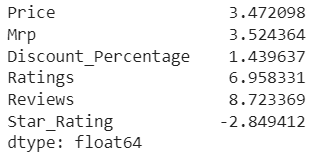 Price 3.472098
Mrp 3.524364
Discount_Percentage 1.439637
Ratings 6.958331
Reviews 8.723369
Star_Rating -2.849412
dtype: float64